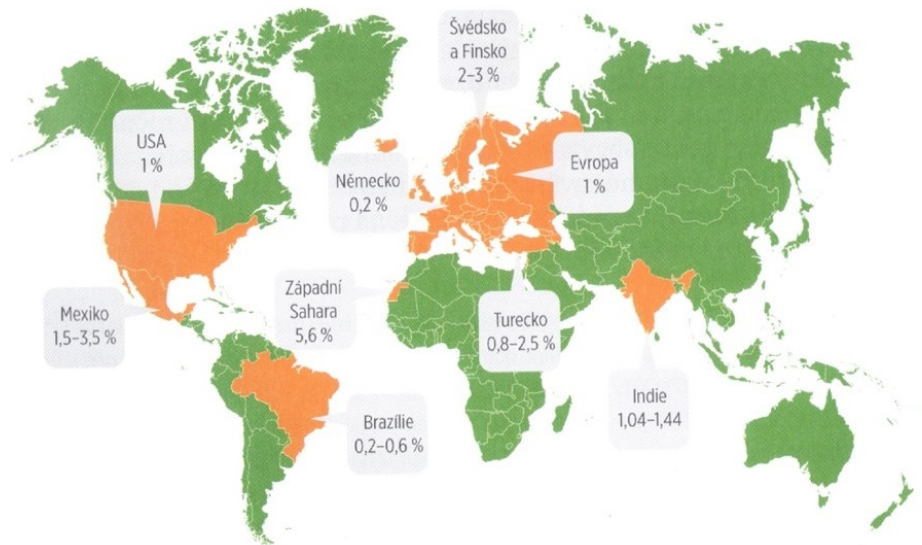 Švédsko
a Finsko
2–3 %
USA
1 %
Evropa
1 %
Německo
0,2 %
Západní
Sahara
5,6 %
Mexiko
1,5–3,5 %
Turecko
0,8–2,5 %
Indie
1,04–1,44
Brazílie
0,2–0,6 %